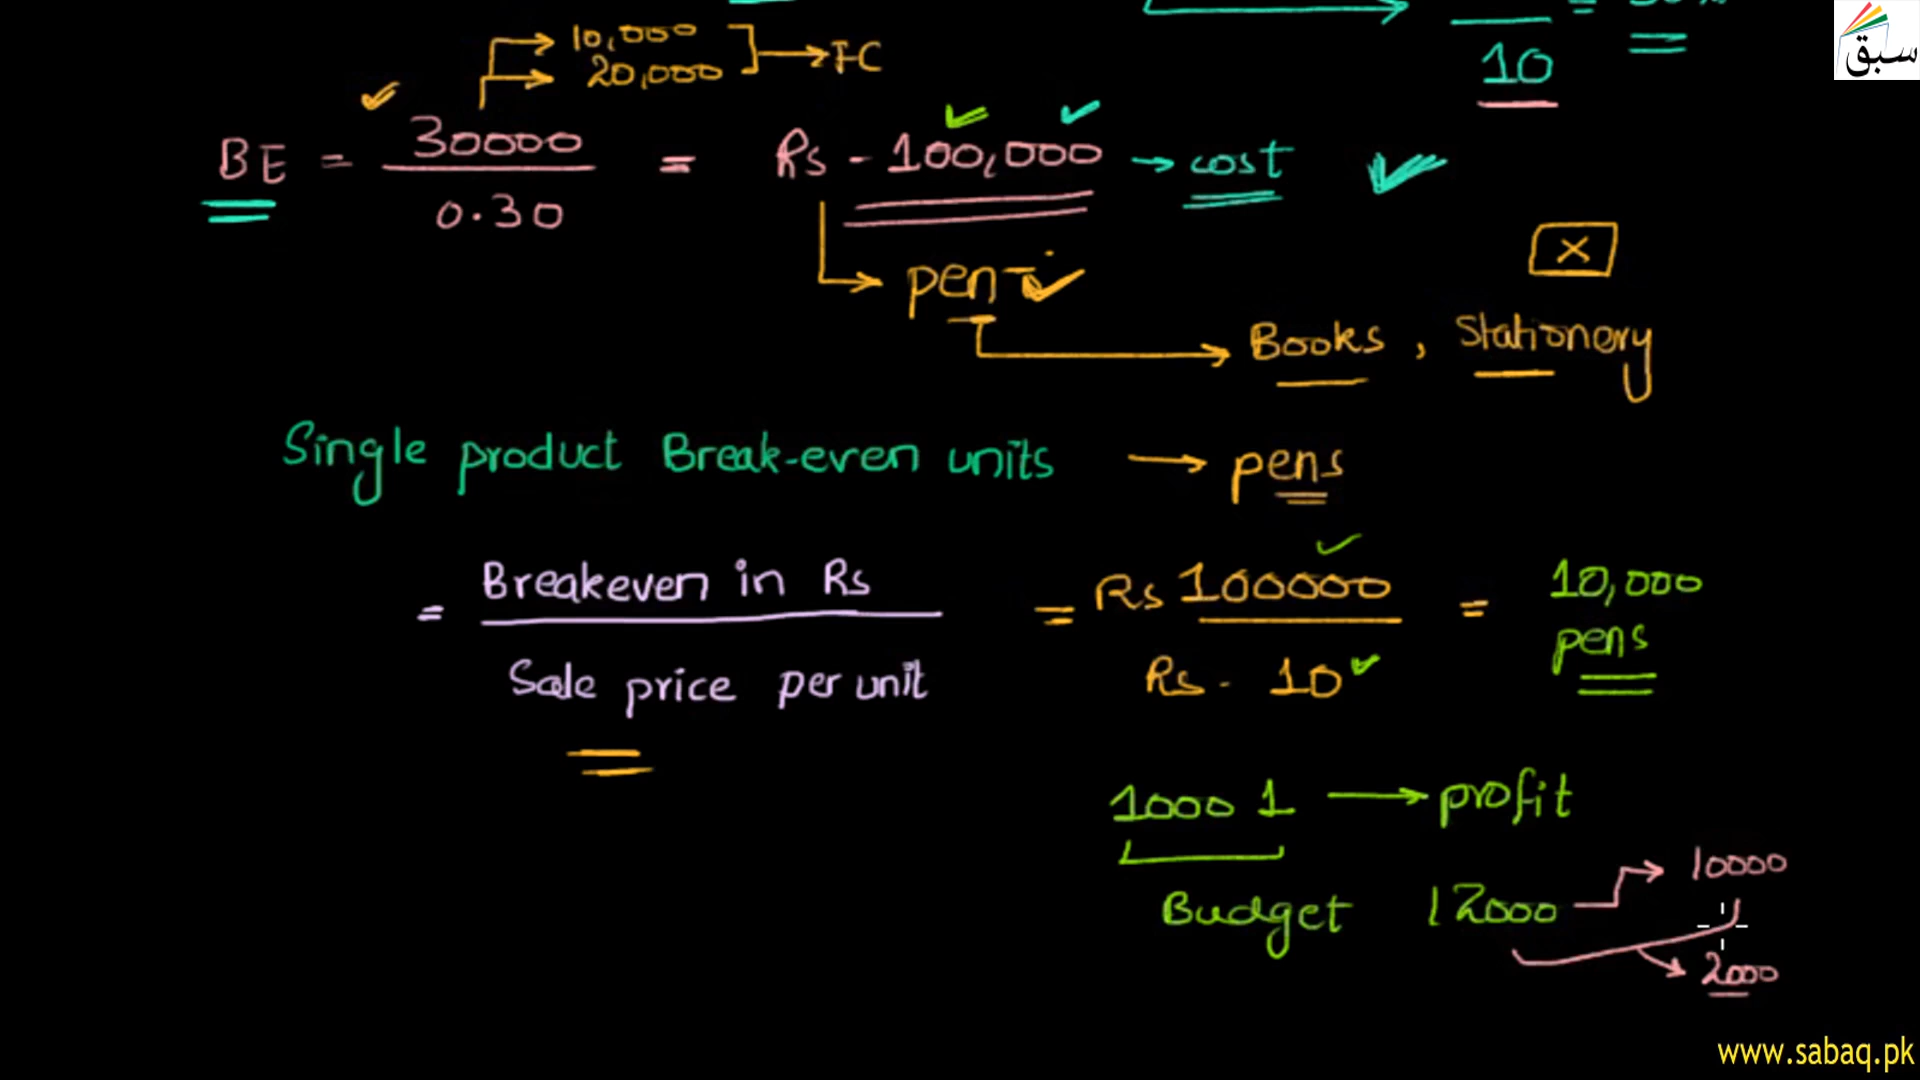 10
سبق
10,000
20,000 → FC
BE = 30000 / 0.30 = Rs - 100,000 → cost
x
pen
Books , Stationery
Single product Break-even units → pens
= Breakeven in Rs / Sale price per unit = Rs 100000 / Rs. 10 = 10,000 pens
10001 → profit
Budget 12000 → 10000
→ 2000
www.sabaq.pk